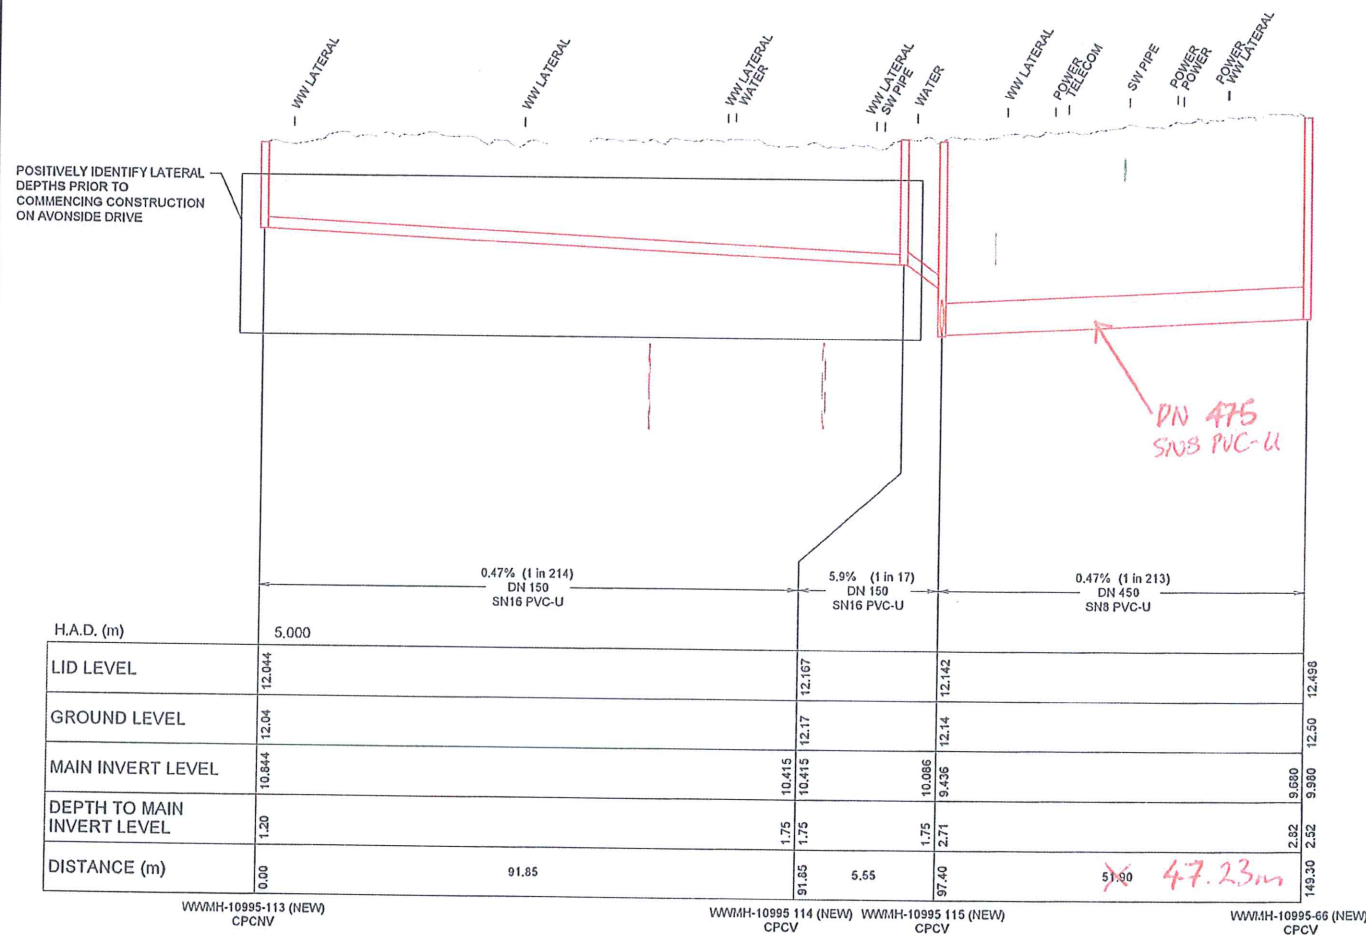 WW LATERAL
WW LATERAL
WW LATERAL
WATER
WW LATERAL
SW PIPE
WATER
WW LATERAL
POWER
TELECOM
SW PIPE
POWER
POWER
POWER
WW LATERAL
POSITIVELY IDENTIFY LATERAL
DEPTHS PRIOR TO
COMMENCING CONSTRUCTION
ON AVONSIDE DRIVE
DN 475
SN8 PVC-U
0.47% (1 in 214)
DN 150
SN16 PVC-U
5.9% (1 in 17)
DN 150
SN16 PVC-U
0.47% (1 in 213)
DN 450
SN8 PVC-U
H.A.D. (m) 5.000
LID LEVEL 12.044 12.167 12.142 12.498
GROUND LEVEL 12.04 12.17 12.14 12.50
MAIN INVERT LEVEL 10.844 10.415 10.415 10.086 9.436 9.680 9.980
DEPTH TO MAIN
INVERT LEVEL 1.20 1.75 1.75 1.75 2.71 2.82 2.52
DISTANCE (m) 0.00 91.85 91.85 5.55 97.40 51.90 47.23m 149.30
WWMH-10995-113 (NEW)
CPCNV
WWMH-10995 114 (NEW)
CPCV
WWMH-10995 115 (NEW)
CPCV
WWMH-10995-66 (NEW)
CPCV